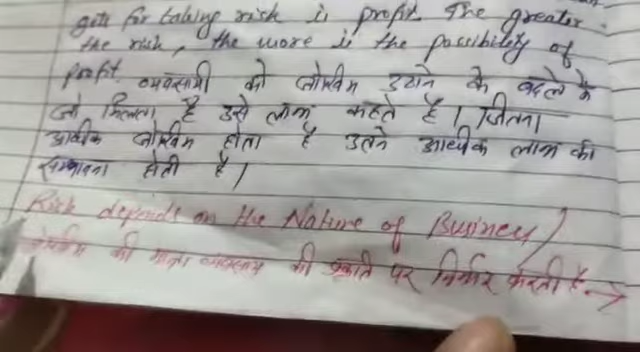 gets for taking risk is profit. The greater
the risk, the more is the possibility of
profit. व्यवसायी को जोखिम उठाने के बदले में
जो मिलता है उसे लाभ कहते है। जितना
अधिक जोखिम होता है उतने अधिक लाभ की
सम्भावना होती है।
Risk depends on the Nature of Business/
जोखिम की मात्रा व्यवसाय की प्रकृति पर निर्भर करती है→